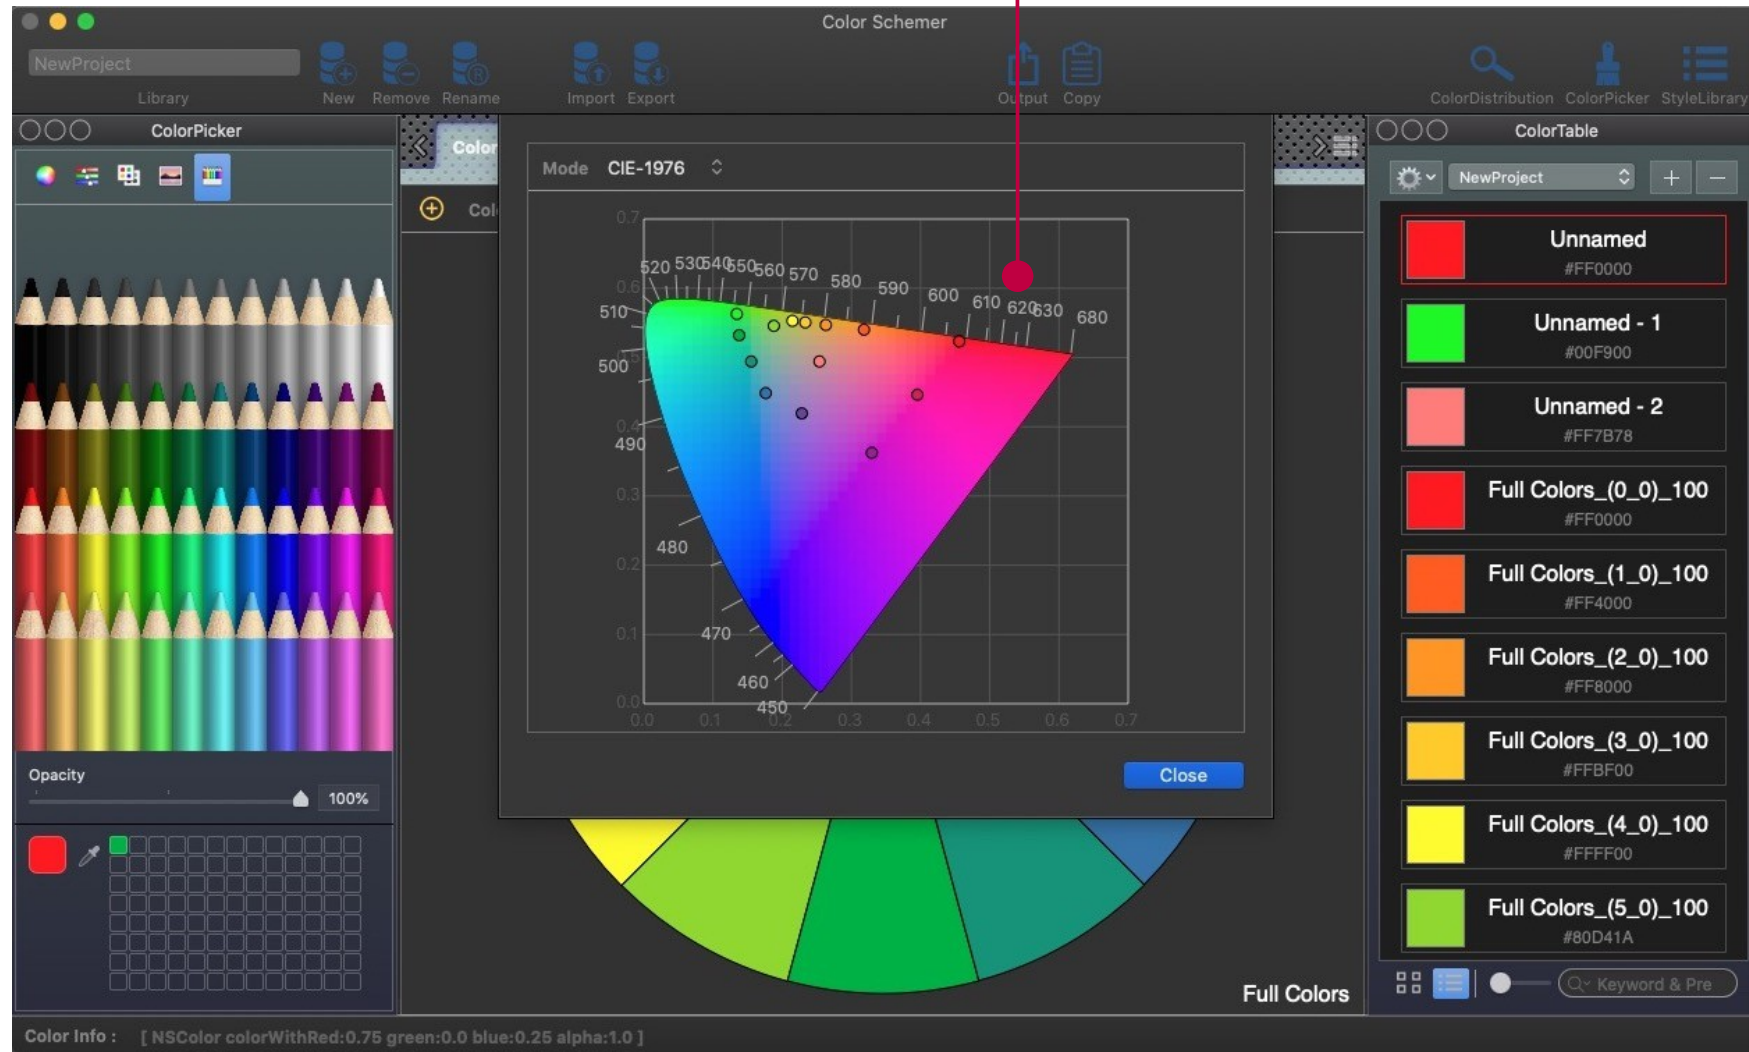 Color Schemer
NewProject
Library
New
Remove
Rename
Import
Export
Output
Copy
ColorDistribution
ColorPicker
StyleLibrary
ColorPicker
Opacity
100%
Color
Col
Mode CIE-1976
0.7
0.6
0.5
0.4
0.3
0.2
0.1
0.0
0.0 0.1 0.2 0.3 0.4 0.5 0.6 0.7
520 530 540 550 560 570 580 590 600 610 620 630 680
510
500
490
480
470
460
450
Close
Full Colors
ColorTable
NewProject
Unnamed
#FF0000
Unnamed - 1
#00F900
Unnamed - 2
#FF7B78
Full Colors_(0_0)_100
#FF0000
Full Colors_(1_0)_100
#FF4000
Full Colors_(2_0)_100
#FF8000
Full Colors_(3_0)_100
#FFBF00
Full Colors_(4_0)_100
#FFFF00
Full Colors_(5_0)_100
#80D41A
Keyword & Pre
Color Info : [ NSColor colorWithRed:0.75 green:0.0 blue:0.25 alpha:1.0 ]